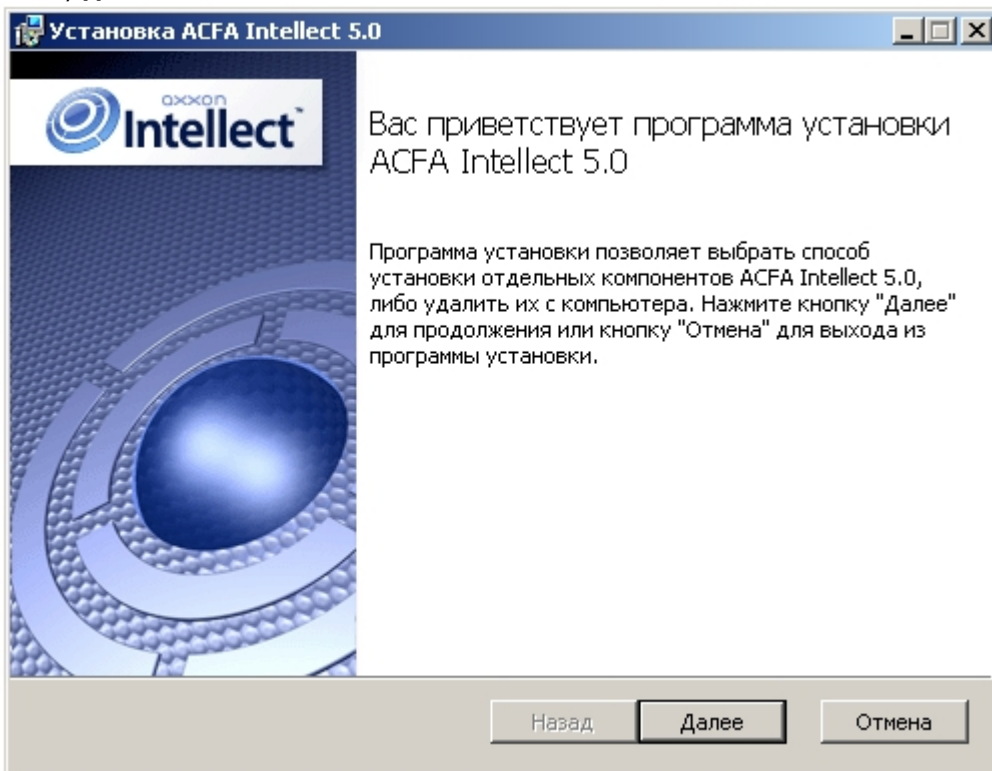 Установка ACFA Intellect 5.0
axxon
Intellect
Вас приветствует программа установки
ACFA Intellect 5.0
Программа установки позволяет выбрать способ
установки отдельных компонентов ACFA Intellect 5.0,
либо удалить их с компьютера. Нажмите кнопку "Далее"
для продолжения или кнопку "Отмена" для выхода из
программы установки.
Назад
Далее
Отмена